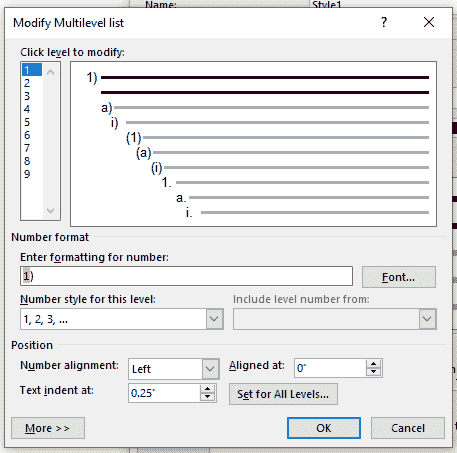 Name:
Style1
Modify Multilevel list
?
Click level to modify:
1
2
3
4
5
6
7
8
9
1)
a)
i)
(1)
(a)
(i)
1.
a.
i.
Number format
Enter formatting for number:
1)
Font...
Number style for this level:
Include level number from:
1, 2, 3, ...
Position
Number alignment:
Left
Aligned at:
0"
Text indent at:
0.25"
Set for All Levels...
More >>
OK
Cancel